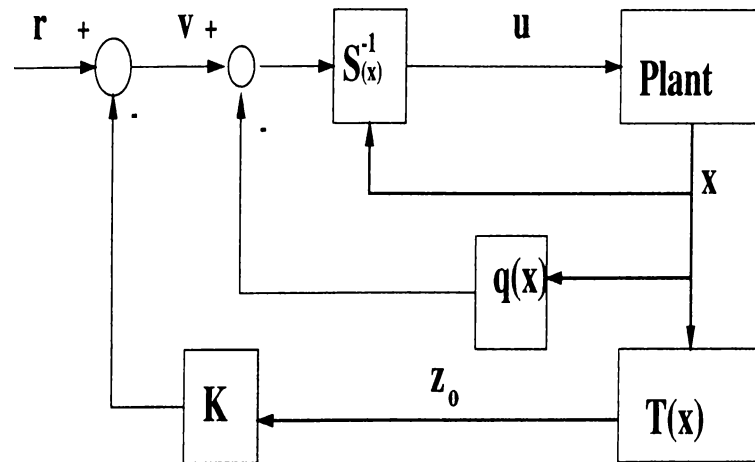 r + v + S(x)⁻¹ u Plant
- -
x
q(x)
K z₀ T(x)